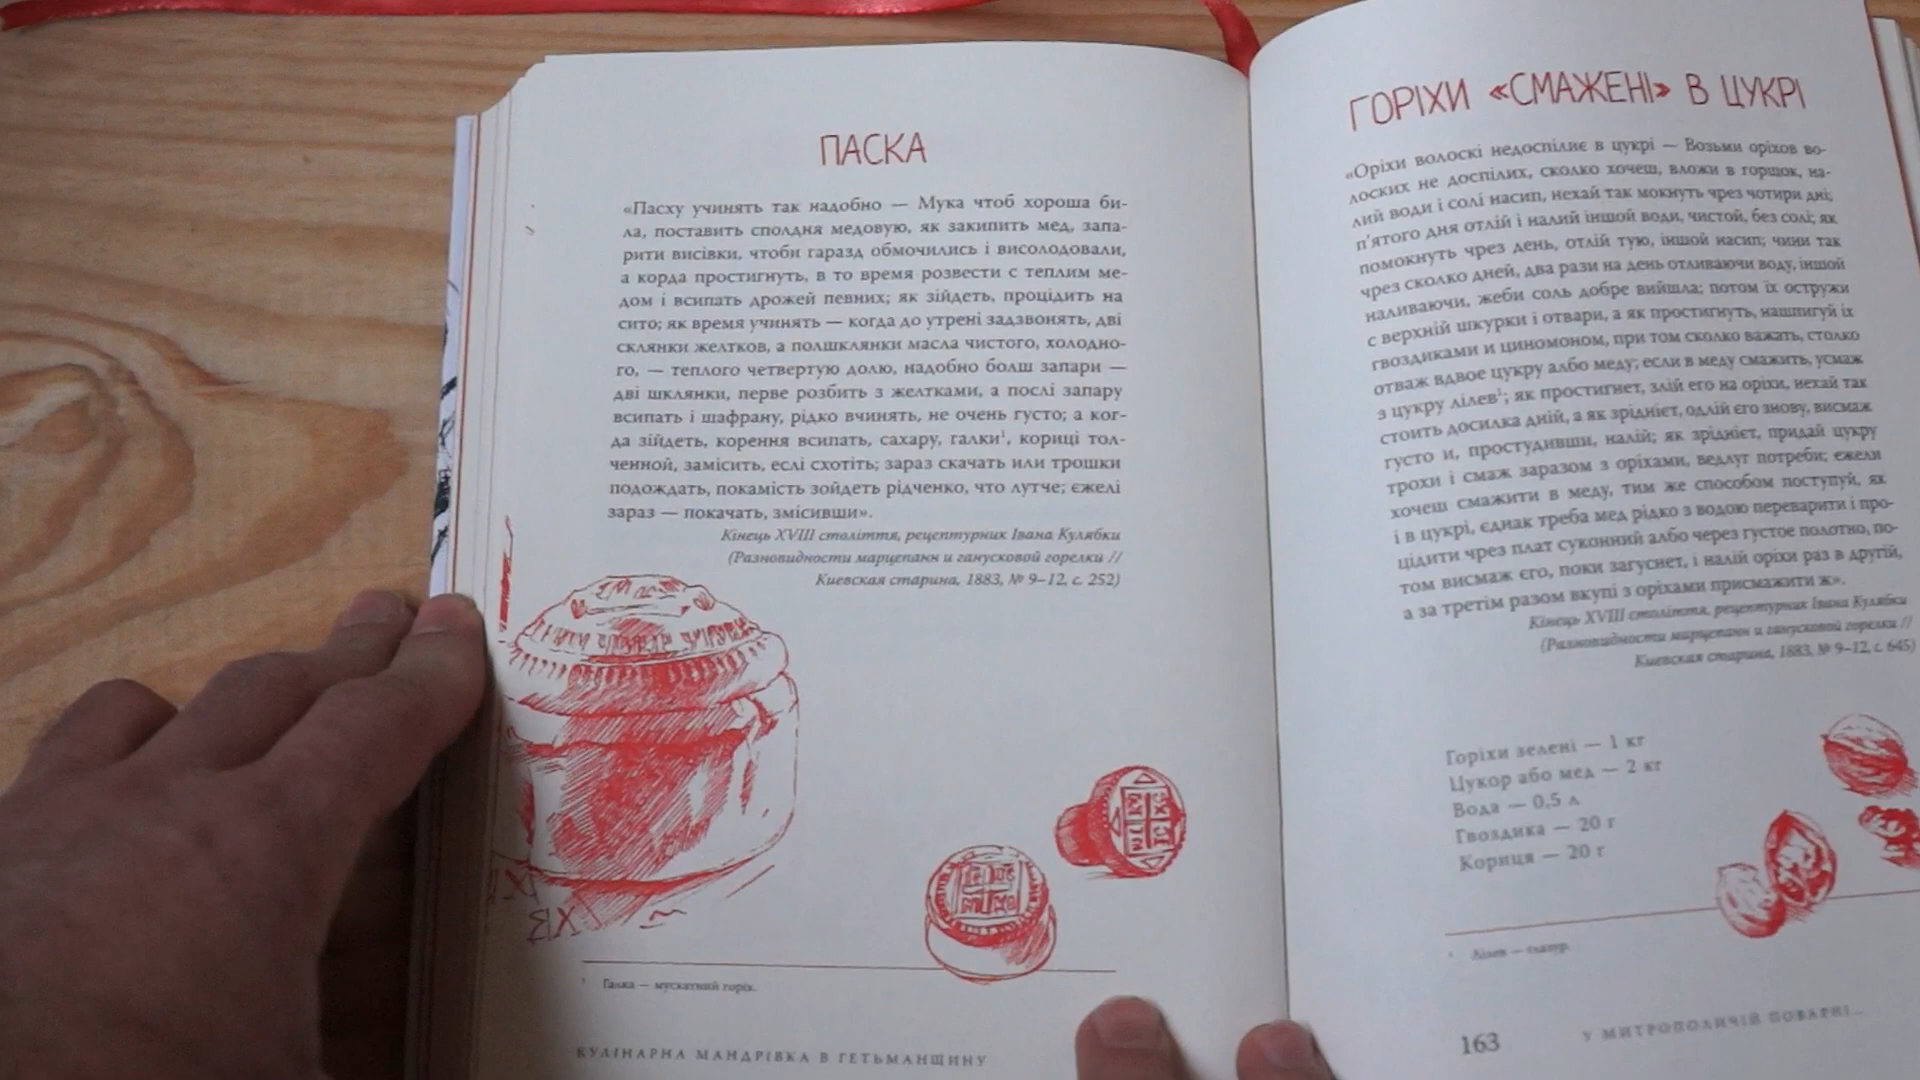 ПАСКА
«Пасху учинять так надобно — Мука чтоб хороша би-
ла, поставить сполдня медовую, як закипить мед, запа-
рити висівки, чтоби гаразд обмочились і висолодовали,
а корда простигнуть, в то время розвести с теплим ме-
дом і всипать дрожей певних; як зійдеть, процідить на
сито; як время учинять — когда до утрені задзвонять, дві
склянки желтков, а полшклянки масла чистого, холодно-
го, — теплого четвертую долю, надобно болш запари —
дві шклянки, перве розбить з желтками, а послі запару
всипать і шафрану, рідко вчинять, не очень густо; а ког-
да зійдеть, корення всипать, сахару, галки¹, кориці тол-
ченной, замісить, еслі схотіть; зараз скачать или трошки
подождать, покамість зойдеть рідченко, что лутче; єжелі
зараз — покачать, змісивши».
Кінець XVIII століття, рецептурник Івана Кулябки
(Разновидности марцепанн и ганусковой горелки //
Киевская старина, 1883, № 9–12, с. 252)
ХВ
¹ Галка — мускатний горіх.
КУЛІНАРНА МАНДРІВКА В ГЕТЬМАНЩИНУ
ГОРІХИ «СМАЖЕНІ» В ЦУКРІ
«Оріхи волоскі недоспілиє в цукрі — Возьми оріхов во-
лоских не доспілих, сколко хочеш, вложи в горщок, на-
лий води і солі насип, нехай так мокнуть чрез чотири дні;
п'ятого дня отлій і налий іншой води, чистой, без солі; як
помокнуть чрез день, отлій тую, іншой насип; чини так
чрез сколко дней, два рази на день отливаючи воду, іншой
наливаючи, жеби соль добре вийшла; потом їх остружи
с верхній шкурки і отвари, а як простигнуть, нашпигуй їх
гвоздиками и циномоном, при том сколко важать, столко
отваж вдвое цукру албо меду; если в меду смажить, усмаж
з цукру лілев¹; як простигнет, злій его на оріхи, нехай так
стоить досилка дній, а як зріднієт, одлій єго знову, висмаж
густо и, простудивши, налій; як зріднієт, придай цукру
трохи і смаж заразом з оріхами, ведлуг потреби; ежели
хочеш смажити в меду, тим же способом поступуй, як
і в цукрі, єднак треба мед рідко з водою переварити і про-
цідити чрез плат суконний албо через густое полотно, по-
том висмаж єго, поки загуснет, і налій оріхи раз в другій,
а за третім разом вкупі з оріхами присмажити ж».
Кінець XVIII століття, рецептурник Івана Кулябки
(Разновидности марцепанн и ганусковой горелки //
Киевская старина, 1883, № 9–12, с. 645)
Горіхи зелені — 1 кг
Цукор або мед — 2 кг
Вода — 0,5 л
Гвоздика — 20 г
Кориця — 20 г
¹ Лілев —
163
У МИТРОПОЛИЧІЙ ПОВАРНІ...